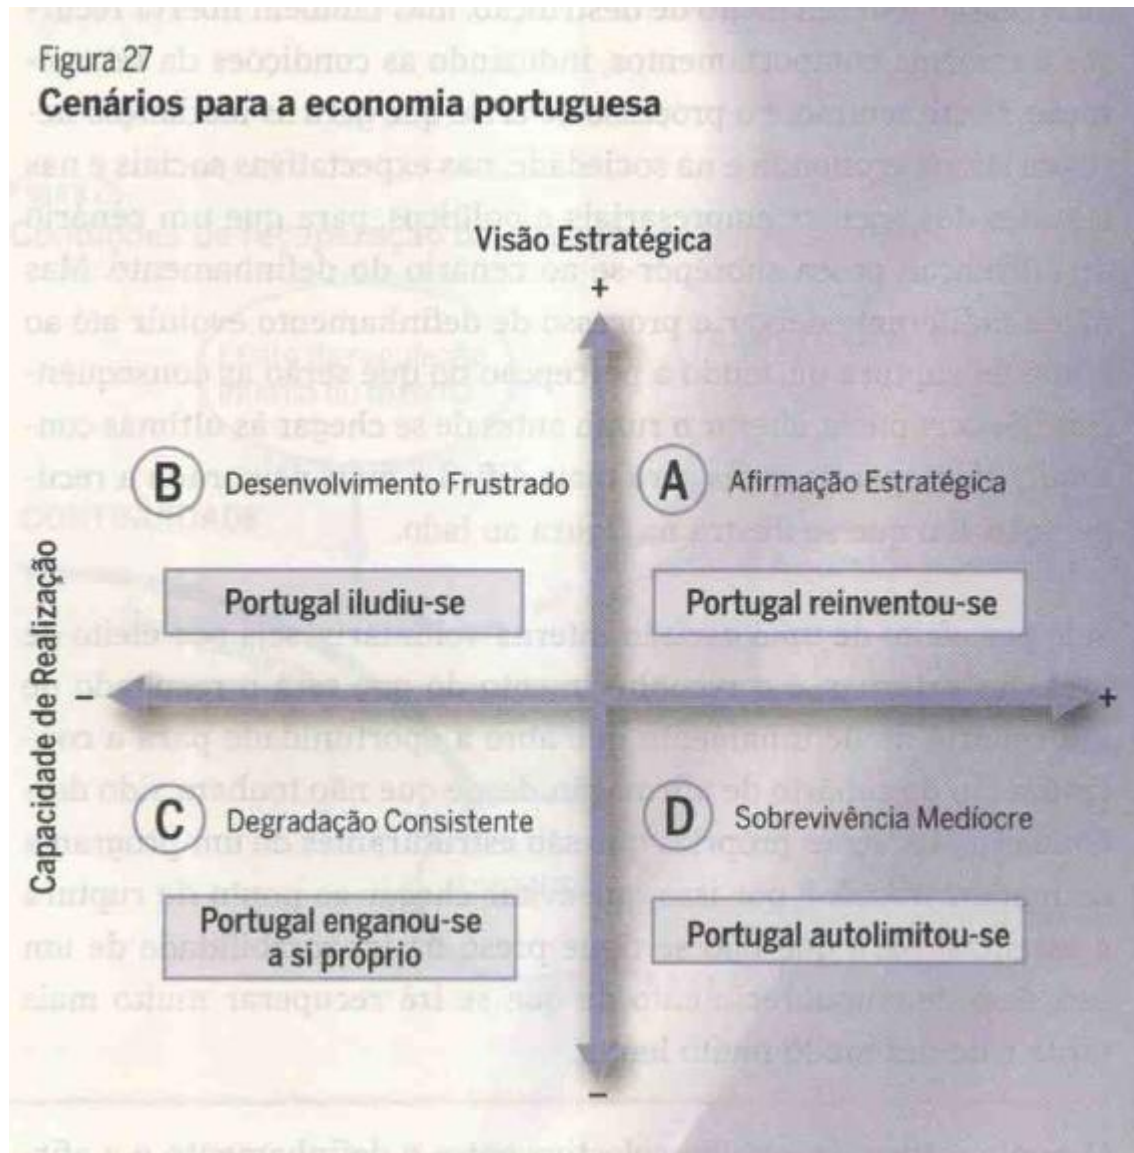 Figura 27
Cenários para a economia portuguesa
Visão Estratégica
+
B Desenvolvimento Frustrado
A Afirmação Estratégica
Portugal iludiu-se
Portugal reinventou-se
Capacidade de Realização
–
+
C Degradação Consistente
D Sobrevivência Medíocre
Portugal enganou-se
a si próprio
Portugal autolimitou-se
–